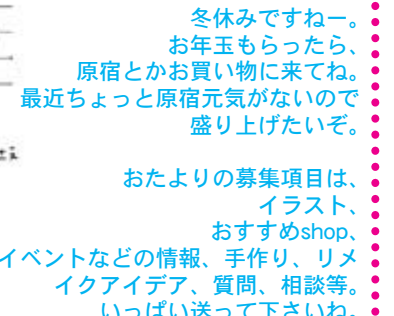 冬休みですねー。
お年玉もらったら、
原宿とかお買い物に来てね。
最近ちょっと原宿元気がないので
盛り上げたいぞ。
おたよりの募集項目は、
イラスト、
おすすめshop、
イベントなどの情報、手作り、リメ
イクアイデア、質問、相談等。
いっぱい送って下さいね。